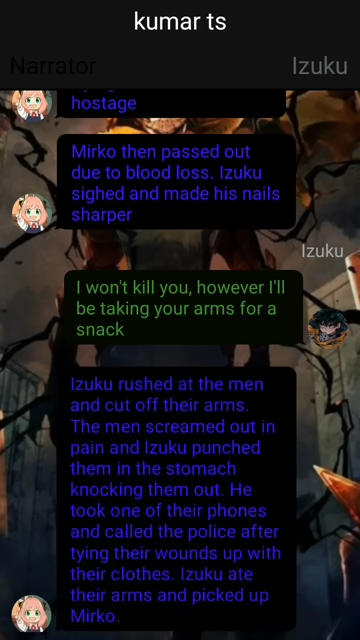 kumar ts
Narrator
Izuku
hostage
Mirko then passed out
due to blood loss. Izuku
sighed and made his nails
sharper
Izuku
I won't kill you, however I'll
be taking your arms for a
snack
Izuku rushed at the men
and cut off their arms.
The men screamed out in
pain and Izuku punched
them in the stomach
knocking them out. He
took one of their phones
and called the police after
tying their wounds up with
their clothes. Izuku ate
their arms and picked up
Mirko.